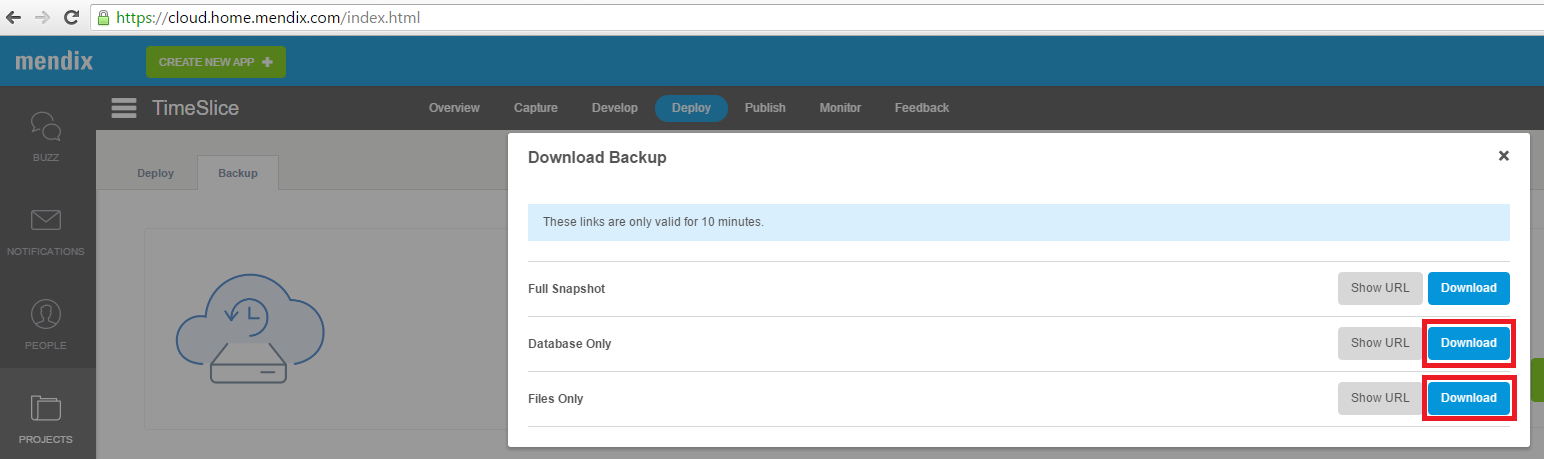 https://cloud.home.mendix.com/index.html
mendix CREATE NEW APP
TimeSlice Overview Capture Develop Deploy Publish Monitor Feedback
BUZZ
NOTIFICATIONS
PEOPLE
PROJECTS
Deploy Backup
Download Backup
These links are only valid for 10 minutes.
Full Snapshot Show URL Download
Database Only Show URL Download
Files Only Show URL Download